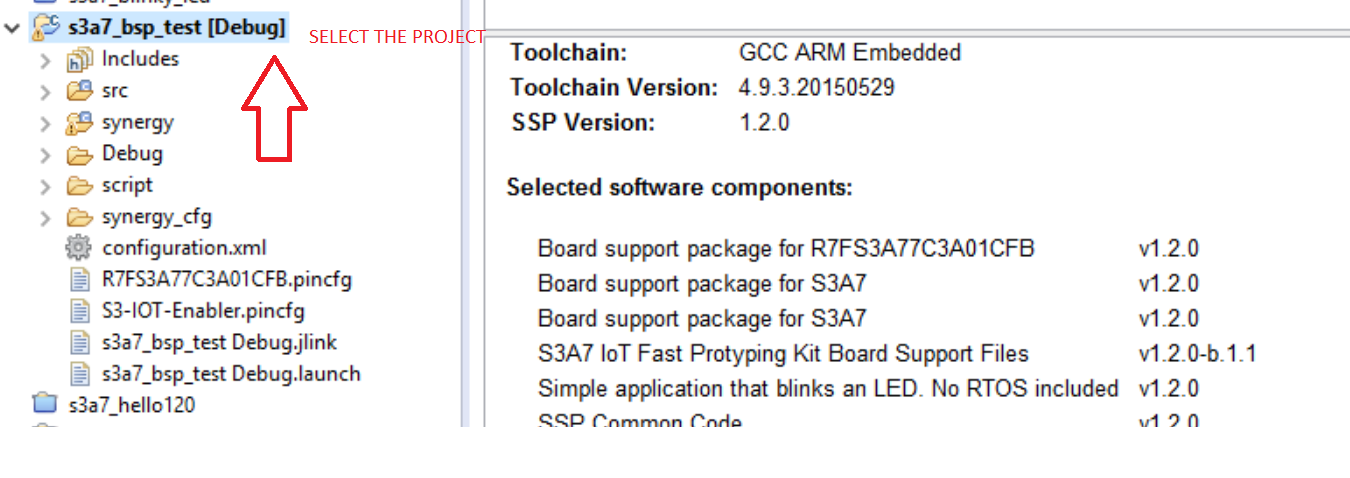 s3a7_blinky_led
s3a7_bsp_test [Debug]
SELECT THE PROJECT
Includes
src
synergy
Debug
script
synergy_cfg
configuration.xml
R7FS3A77C3A01CFB.pincfg
S3-IOT-Enabler.pincfg
s3a7_bsp_test Debug.jlink
s3a7_bsp_test Debug.launch
s3a7_hello120
Toolchain: GCC ARM Embedded
Toolchain Version: 4.9.3.20150529
SSP Version: 1.2.0
Selected software components:
Board support package for R7FS3A77C3A01CFB v1.2.0
Board support package for S3A7 v1.2.0
Board support package for S3A7 v1.2.0
S3A7 IoT Fast Protyping Kit Board Support Files v1.2.0-b.1.1
Simple application that blinks an LED. No RTOS included v1.2.0
SSP Common Code v1.2.0